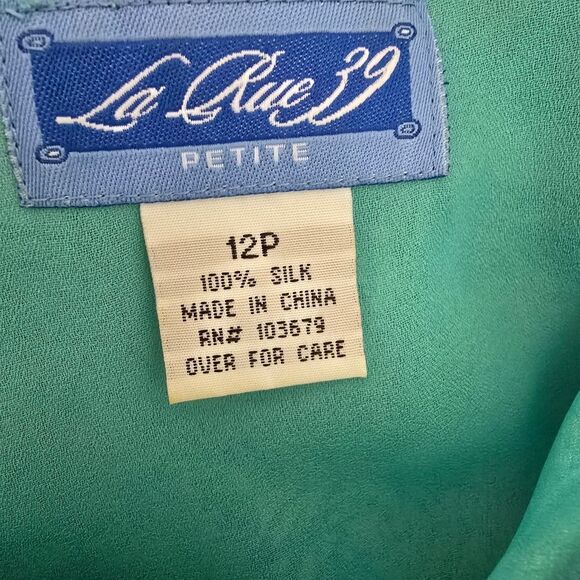 La Rue 39
PETITE
12P
100% SILK
MADE IN CHINA
RN# 103679
OVER FOR CARE